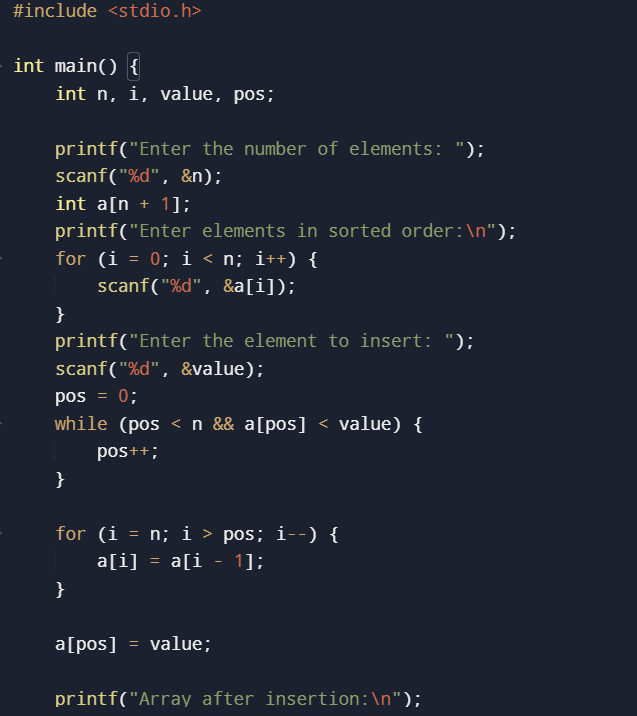 #include <stdio.h>
int main() {
int n, i, value, pos;
printf("Enter the number of elements: ");
scanf("%d", &n);
int a[n + 1];
printf("Enter elements in sorted order:\n");
for (i = 0; i < n; i++) {
scanf("%d", &a[i]);
}
printf("Enter the element to insert: ");
scanf("%d", &value);
pos = 0;
while (pos < n && a[pos] < value) {
pos++;
}
for (i = n; i > pos; i--) {
a[i] = a[i - 1];
}
a[pos] = value;
printf("Array after insertion:\n");